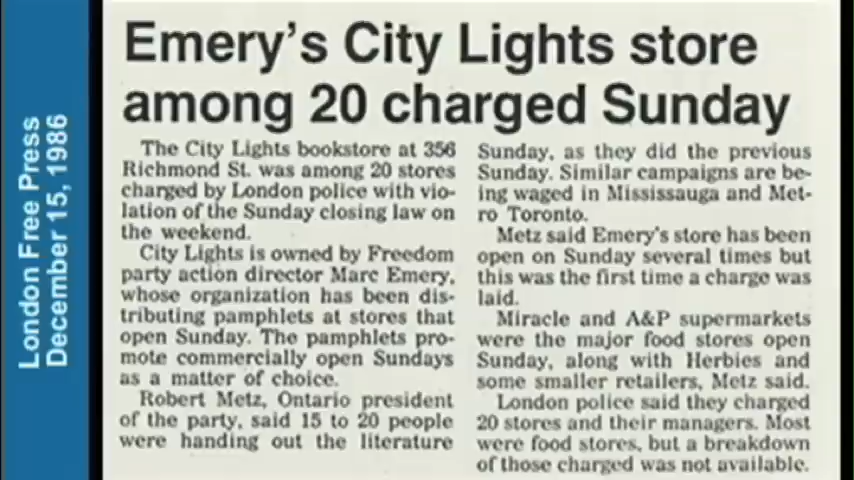 London Free Press
December 15, 1986
Emery's City Lights store
among 20 charged Sunday
The City Lights bookstore at 356
Richmond St. was among 20 stores
charged by London police with vio-
lation of the Sunday closing law on
the weekend.
City Lights is owned by Freedom
party action director Marc Emery,
whose organization has been dis-
tributing pamphlets at stores that
open Sunday. The pamphlets pro-
mote commercially open Sundays
as a matter of choice.
Robert Metz, Ontario president
of the party, said 15 to 20 people
were handing out the literature
Sunday, as they did the previous
Sunday. Similar campaigns are be-
ing waged in Mississauga and Met-
ro Toronto.
Metz said Emery's store has been
open on Sunday several times but
this was the first time a charge was
laid.
Miracle and A&P supermarkets
were the major food stores open
Sunday, along with Herbies and
some smaller retailers, Metz said.
London police said they charged
20 stores and their managers. Most
were food stores, but a breakdown
of those charged was not available.